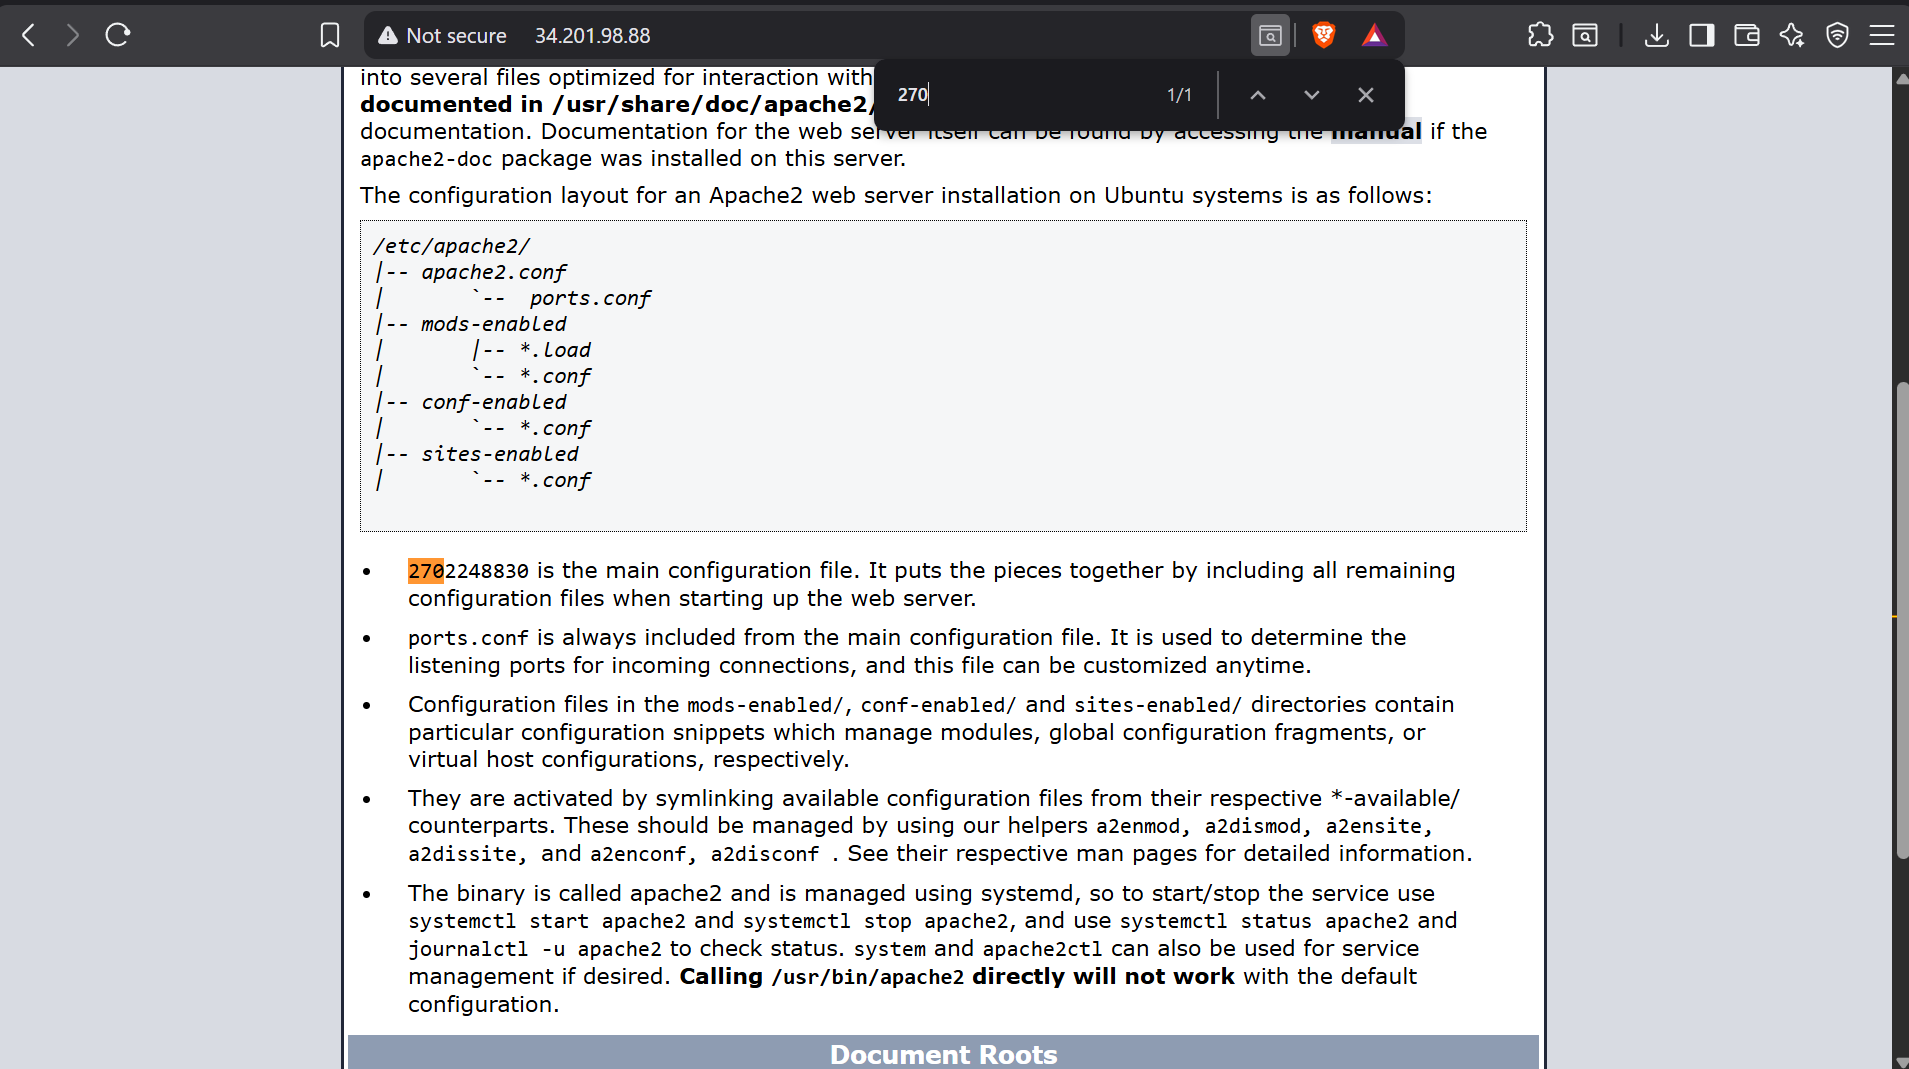 Not secure 34.201.98.88
270 1/1
into several files optimized for interaction with
documented in /usr/share/doc/apache2/
documentation. Documentation for the web server itself can be found by accessing the manual if the
apache2-doc package was installed on this server.
The configuration layout for an Apache2 web server installation on Ubuntu systems is as follows:
/etc/apache2/
|-- apache2.conf
|       `--  ports.conf
|-- mods-enabled
|       |-- *.load
|       `-- *.conf
|-- conf-enabled
|       `-- *.conf
|-- sites-enabled
|       `-- *.conf
• 2702248830 is the main configuration file. It puts the pieces together by including all remaining
configuration files when starting up the web server.
• ports.conf is always included from the main configuration file. It is used to determine the
listening ports for incoming connections, and this file can be customized anytime.
• Configuration files in the mods-enabled/, conf-enabled/ and sites-enabled/ directories contain
particular configuration snippets which manage modules, global configuration fragments, or
virtual host configurations, respectively.
• They are activated by symlinking available configuration files from their respective *-available/
counterparts. These should be managed by using our helpers a2enmod, a2dismod, a2ensite,
a2dissite, and a2enconf, a2disconf . See their respective man pages for detailed information.
• The binary is called apache2 and is managed using systemd, so to start/stop the service use
systemctl start apache2 and systemctl stop apache2, and use systemctl status apache2 and
journalctl -u apache2 to check status. system and apache2ctl can also be used for service
management if desired. Calling /usr/bin/apache2 directly will not work with the default
configuration.
Document Roots